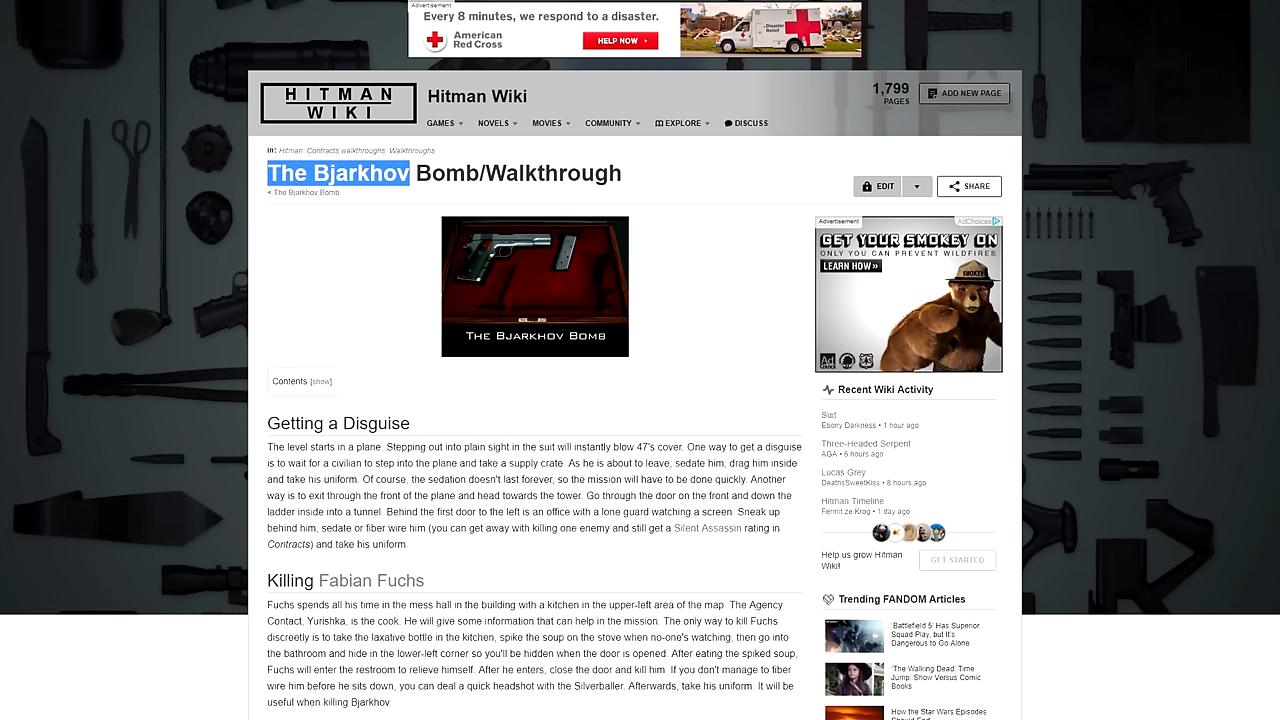 Advertisement
Every 8 minutes, we respond to a disaster.
American
Red Cross
HELP NOW
Disaster
Relief
HITMAN
WIKI
Hitman Wiki
1,799
PAGES
ADD NEW PAGE
GAMES NOVELS MOVIES COMMUNITY EXPLORE DISCUSS
in: Hitman: Contracts walkthroughs, Walkthroughs
The Bjarkhov Bomb/Walkthrough
< The Bjarkhov Bomb
EDIT
SHARE
THE BJARKHOV BOMB
Contents [show]
Getting a Disguise
The level starts in a plane. Stepping out into plain sight in the suit will instantly blow 47's cover. One way to get a disguise
is to wait for a civilian to step into the plane and take a supply crate. As he is about to leave, sedate him, drag him inside
and take his uniform. Of course, the sedation doesn't last forever, so the mission will have to be done quickly. Another
way is to exit through the front of the plane and head towards the tower. Go through the door on the front and down the
ladder inside into a tunnel. Behind the first door to the left is an office with a lone guard watching a screen. Sneak up
behind him, sedate or fiber wire him (you can get away with killing one enemy and still get a Silent Assassin rating in
Contracts) and take his uniform.
Killing Fabian Fuchs
Fuchs spends all his time in the mess hall in the building with a kitchen in the upper-left area of the map. The Agency
Contact, Yurishka, is the cook. He will give some information that can help in the mission. The only way to kill Fuchs
discreetly is to take the laxative bottle in the kitchen, spike the soup on the stove when no-one's watching, then go into
the bathroom and hide in the lower-left corner so you'll be hidden when the door is opened. After eating the spiked soup,
Fuchs will enter the restroom to relieve himself. After he enters, close the door and kill him. If you don't manage to fiber
wire him before he sits down, you can deal a quick headshot with the Silverballer. Afterwards, take his uniform. It will be
useful when killing Bjarkhov.
Advertisement
AdChoices
GET YOUR SMOKEY ON
ONLY YOU CAN PREVENT WILDFIRES.
LEARN HOW »
SMOKEY
Ad
Council
Recent Wiki Activity
Suit
Ebony Darkness • 1 hour ago
Three-Headed Serpent
AGA • 6 hours ago
Lucas Grey
DeathsSweetKiss • 8 hours ago
Hitman Timeline
Fermit ze Krog • 1 day ago
Help us grow Hitman
Wiki!
GET STARTED
Trending FANDOM Articles
'Battlefield 5' Has Superior
Squad Play, but It's
Dangerous to Go Alone
'The Walking Dead' Time
Jump: Show Versus Comic
Books
How the Star Wars Episodes